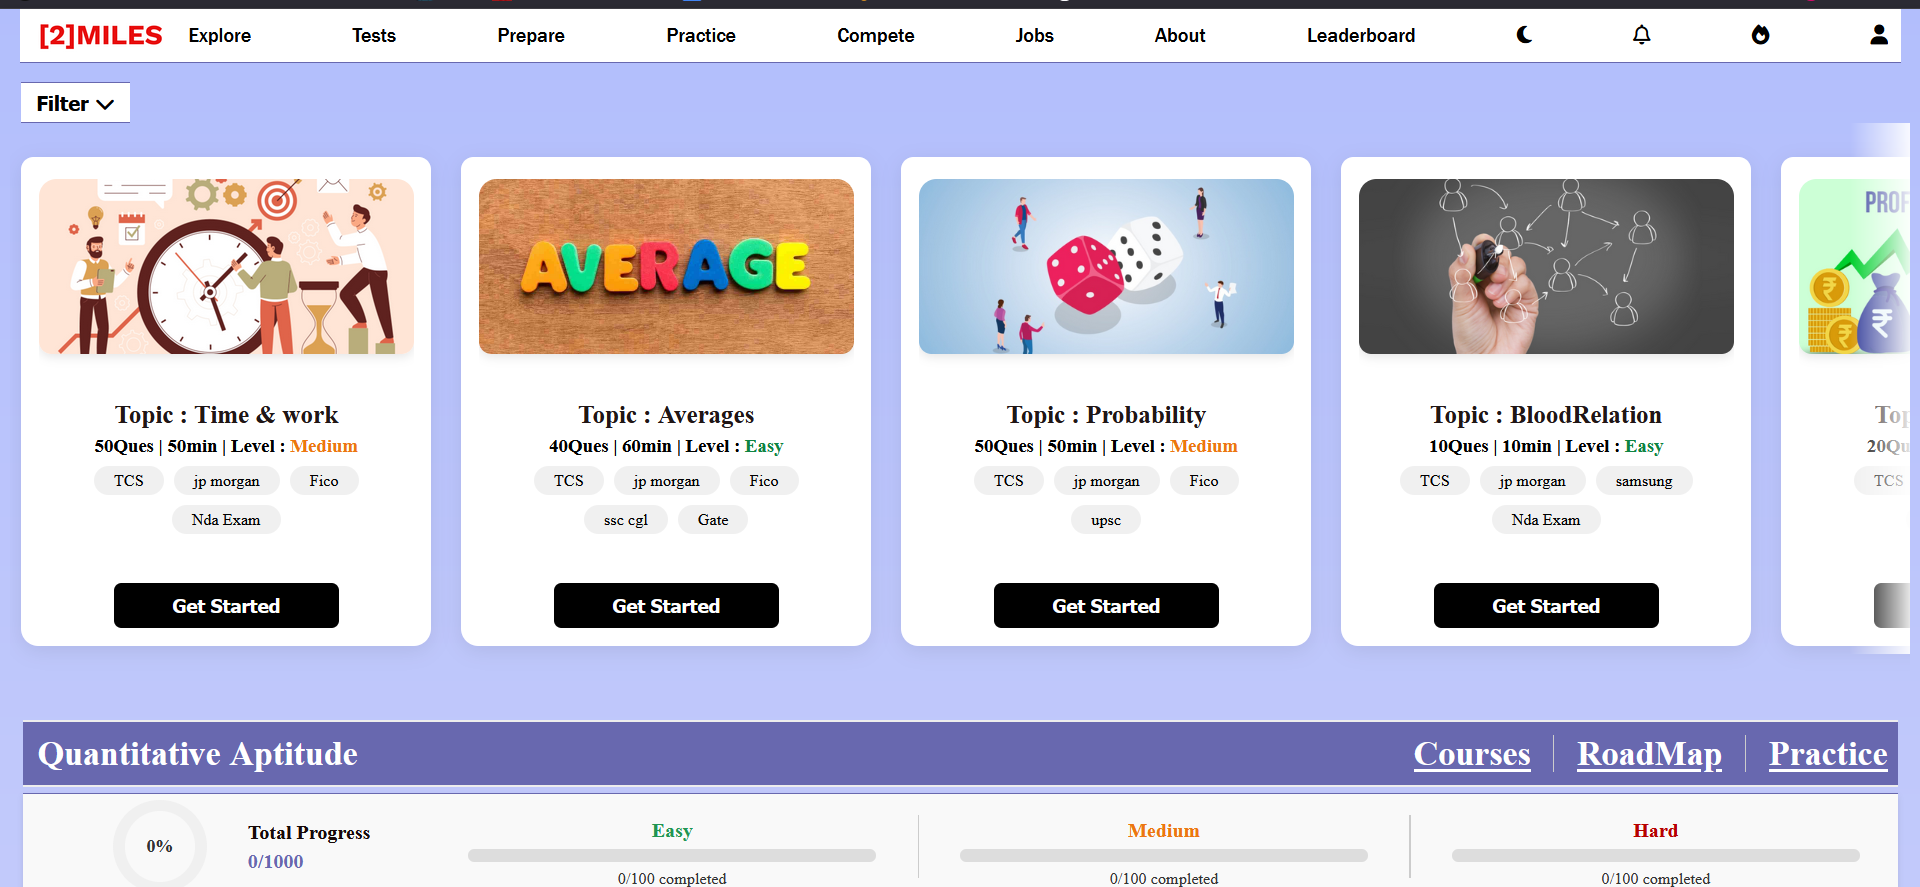 [2]MILES Explore Tests Prepare Practice Compete Jobs About Leaderboard
Filter
AVERAGE
PROF
Topic : Time & work
50Ques | 50min | Level : Medium
TCS jp morgan Fico
Nda Exam
Get Started
Topic : Averages
40Ques | 60min | Level : Easy
TCS jp morgan Fico
ssc cgl Gate
Get Started
Topic : Probability
50Ques | 50min | Level : Medium
TCS jp morgan Fico
upsc
Get Started
Topic : BloodRelation
10Ques | 10min | Level : Easy
TCS jp morgan samsung
Nda Exam
Get Started
Top
20Qu
TCS
Quantitative Aptitude Courses RoadMap Practice
0%
Total Progress
0/1000
Easy
0/100 completed
Medium
0/100 completed
Hard
0/100 completed